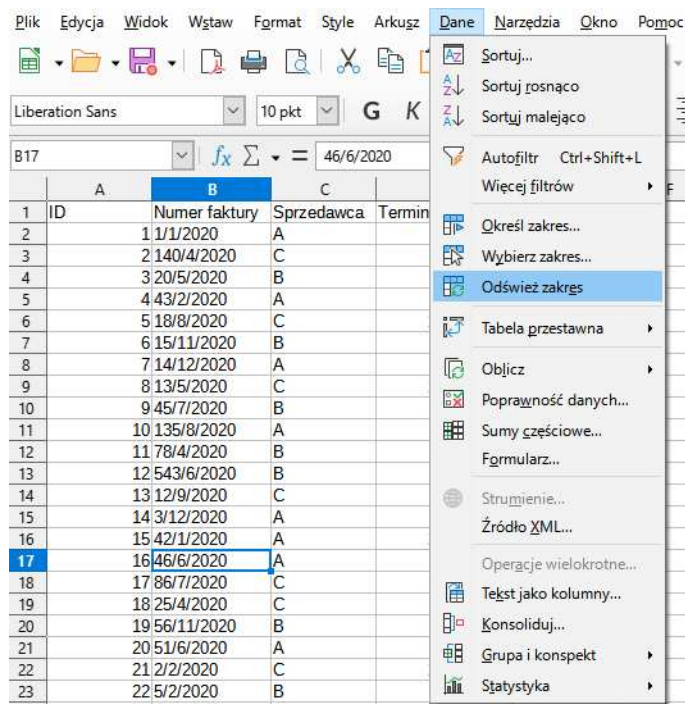 Plik Edycja Widok Wstaw Format Style Arkusz Dane Narzędzia Okno Pomoc
Liberation Sans 10 pkt G K
B17 fx Σ = 46/6/2020
A B C F
1 ID Numer faktury Sprzedawca Termin
2 1 1/1/2020 A
3 2 140/4/2020 C
4 3 20/5/2020 B
5 4 43/2/2020 A
6 5 18/8/2020 C
7 6 15/11/2020 B
8 7 14/12/2020 A
9 8 13/5/2020 C
10 9 45/7/2020 B
11 10 135/8/2020 A
12 11 78/4/2020 B
13 12 543/6/2020 B
14 13 12/9/2020 C
15 14 3/12/2020 A
16 15 42/1/2020 A
17 16 46/6/2020 A
18 17 86/7/2020 C
19 18 25/4/2020 C
20 19 56/11/2020 B
21 20 51/6/2020 A
22 21 2/2/2020 C
23 22 5/2/2020 B
Sortuj...
Sortuj rosnąco
Sortuj malejąco
Autofiltr Ctrl+Shift+L
Więcej filtrów
Określ zakres...
Wybierz zakres...
Odśwież zakres
Tabela przestawna
Oblicz
Poprawność danych...
Sumy częściowe...
Formularz...
Strumienie...
Źródło XML...
Operacje wielokrotne...
Tekst jako kolumny...
Konsoliduj...
Grupa i konspekt
Statystyka